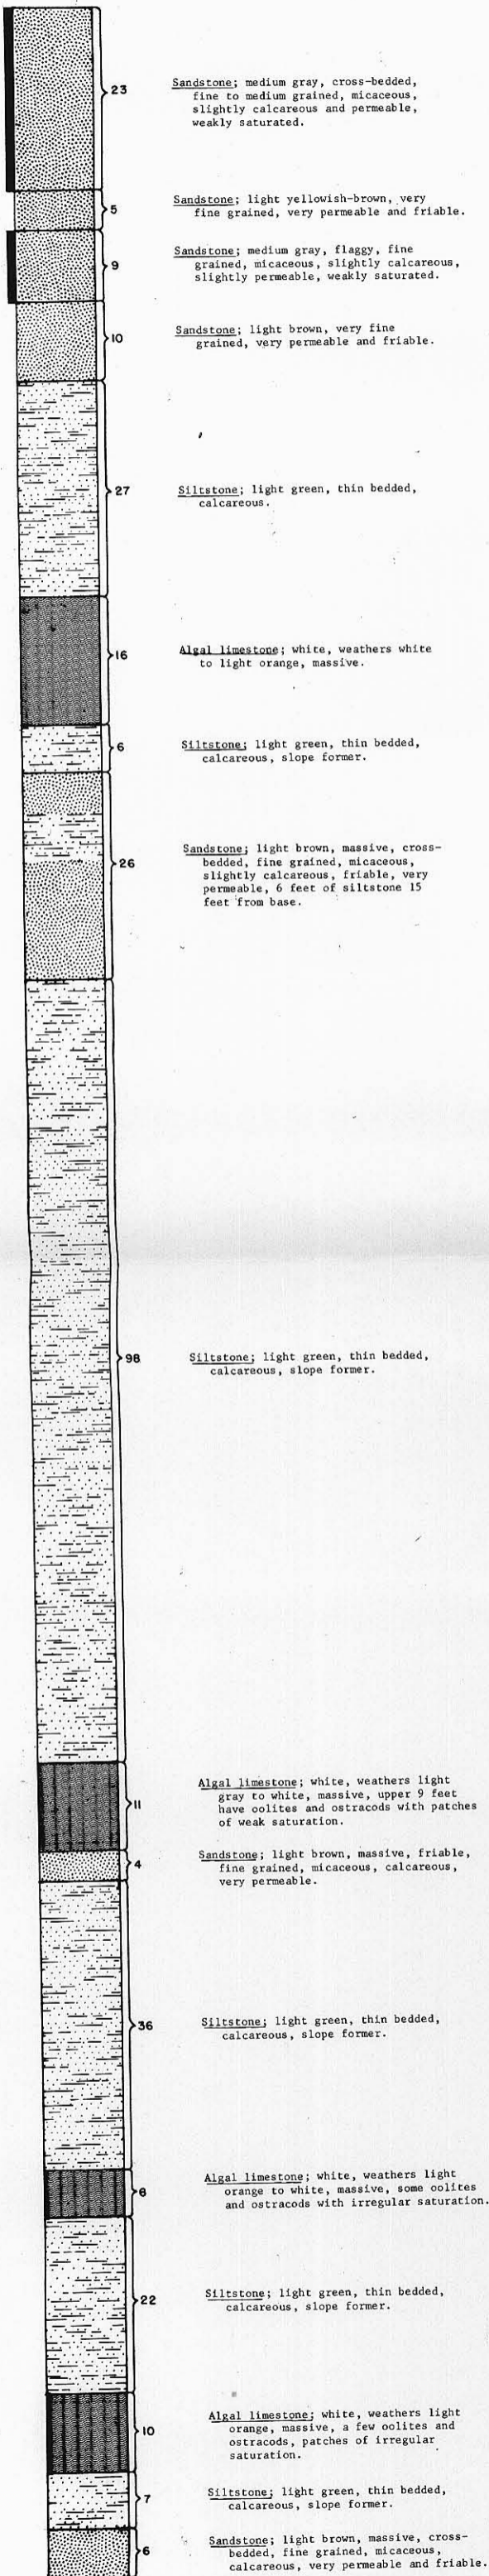 23
Sandstone; medium gray, cross-bedded,
fine to medium grained, micaceous,
slightly calcareous and permeable,
weakly saturated.
5
Sandstone; light yellowish-brown, very
fine grained, very permeable and friable.
9
Sandstone; medium gray, flaggy, fine
grained, micaceous, slightly calcareous,
slightly permeable, weakly saturated.
10
Sandstone; light brown, very fine
grained, very permeable and friable.
27
Siltstone; light green, thin bedded,
calcareous.
16
Algal limestone; white, weathers white
to light orange, massive.
6
Siltstone; light green, thin bedded,
calcareous, slope former.
26
Sandstone; light brown, massive, cross-
bedded, fine grained, micaceous,
slightly calcareous, friable, very
permeable, 6 feet of siltstone 15
feet from base.
98
Siltstone; light green, thin bedded,
calcareous, slope former.
11
Algal limestone; white, weathers light
gray to white, massive, upper 9 feet
have oolites and ostracods with patches
of weak saturation.
4
Sandstone; light brown, massive, friable,
fine grained, micaceous, calcareous,
very permeable.
36
Siltstone; light green, thin bedded,
calcareous, slope former.
6
Algal limestone; white, weathers light
orange to white, massive, some oolites
and ostracods with irregular saturation.
22
Siltstone; light green, thin bedded,
calcareous, slope former.
10
Algal limestone; white, weathers light
orange, massive, a few oolites and
ostracods, patches of irregular
saturation.
7
Siltstone; light green, thin bedded,
calcareous, slope former.
6
Sandstone; light brown, massive, cross-
bedded, fine grained, micaceous,
calcareous, very permeable and friable.